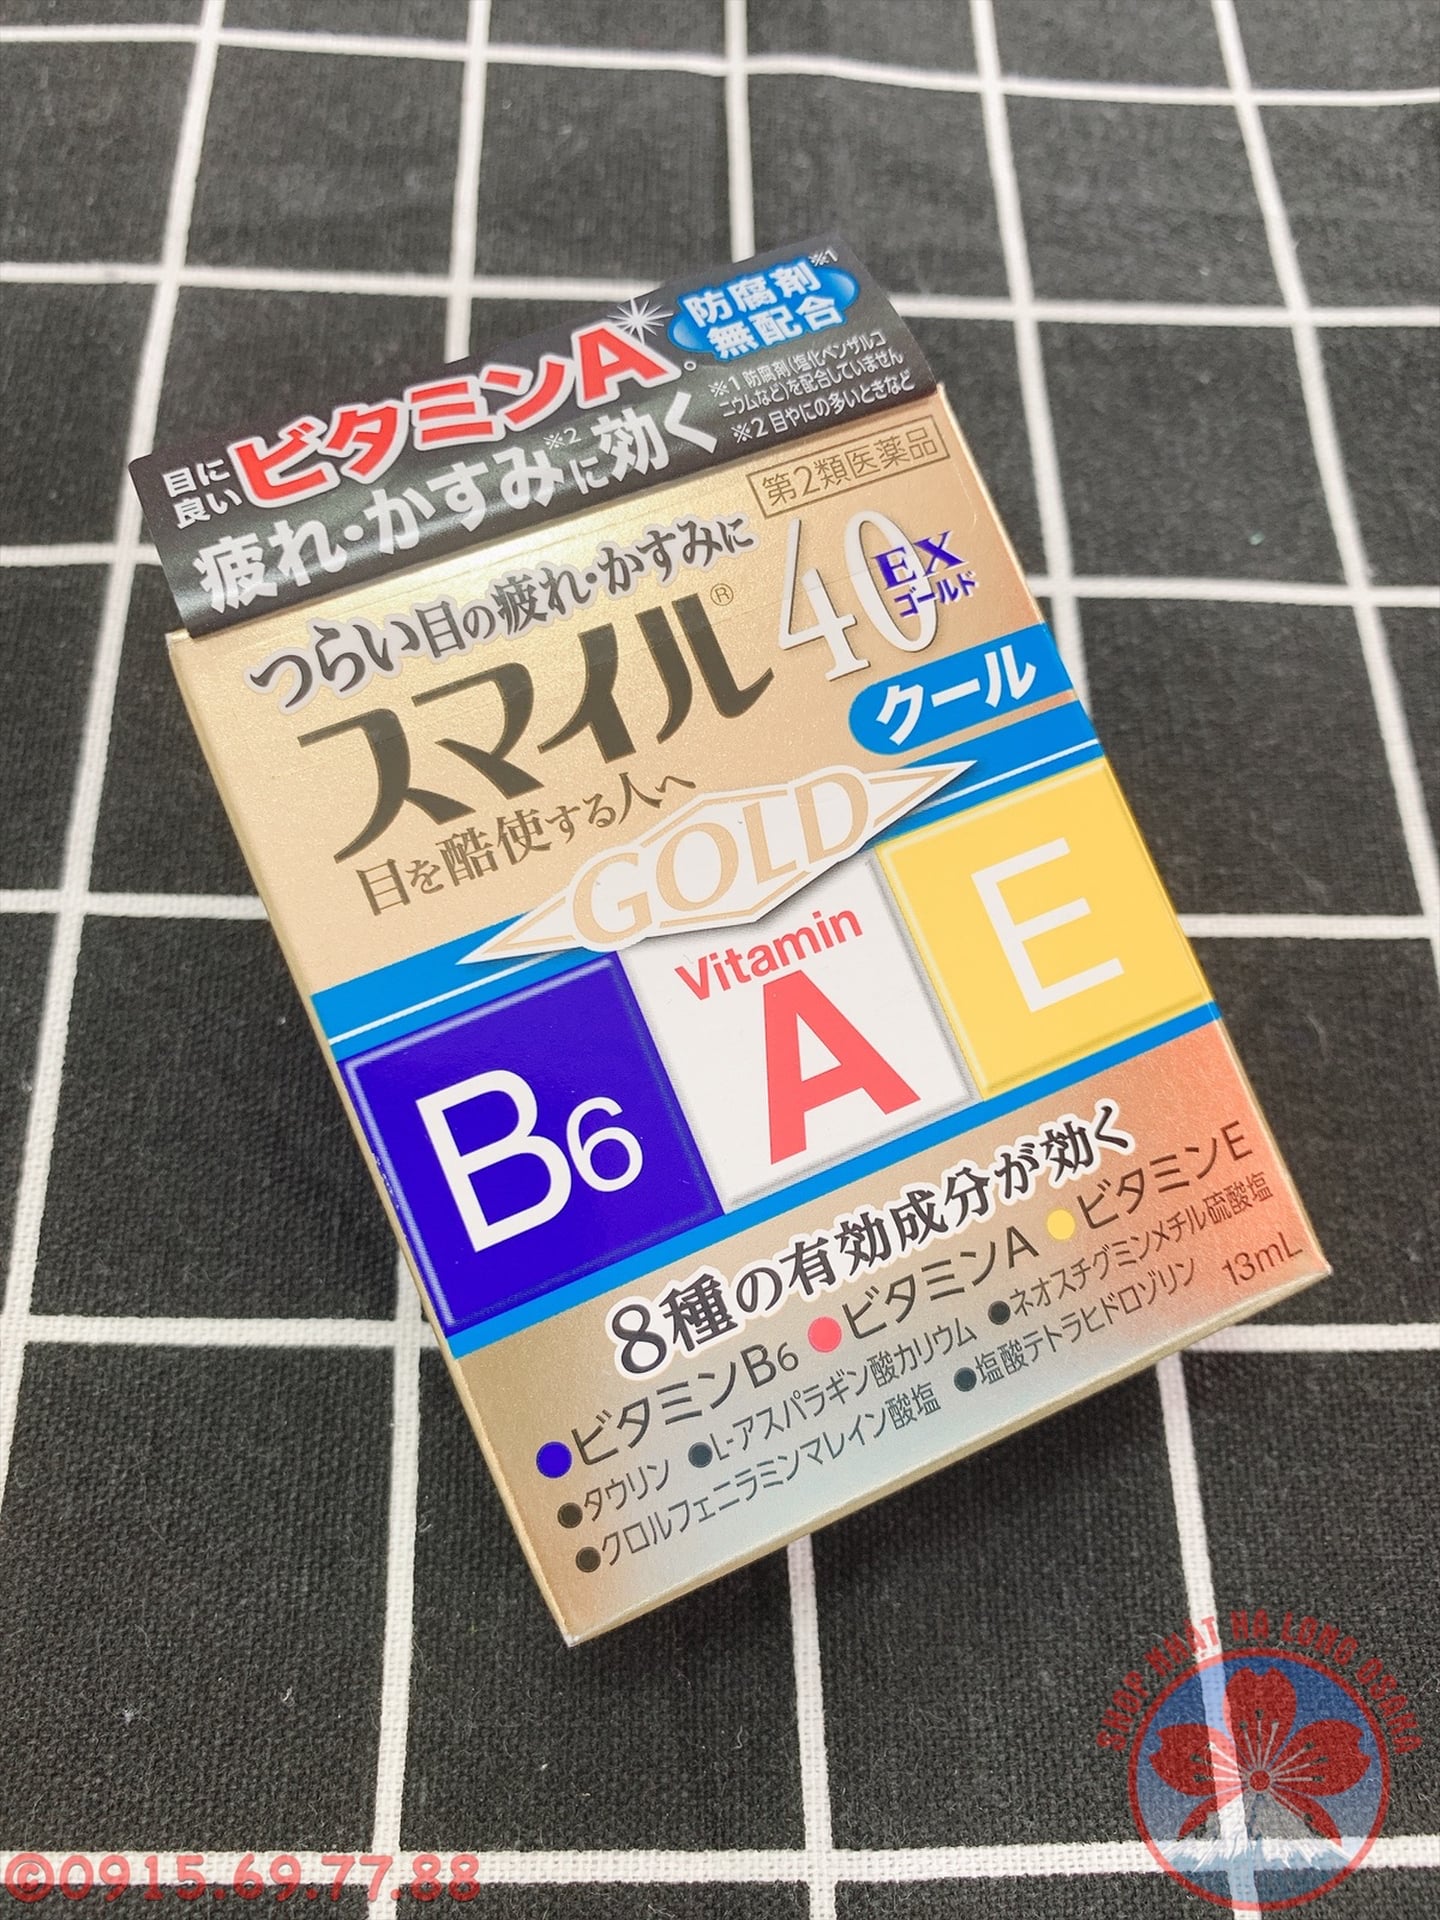 目に
良い
ビタミンA。
疲れ・かすみ※2に効く
防腐剤※1
無配合
※1 防腐剤(塩化ベンザルコ
ニウムなど)を配合していません
※2 目やにの多いときなど
第2類医薬品
つらい目の疲れ・かすみに
スマイル®
40
EX
ゴールド
クール
目を酷使する人へ
GOLD
B6
Vitamin
A
E
8種の有効成分が効く
●ビタミンB6 ●ビタミンA ●ビタミンE
●タウリン ●L-アスパラギン酸カリウム ●ネオスチグミンメチル硫酸塩
●クロルフェニラミンマレイン酸塩 ●塩酸テトラヒドロゾリン 13mL
SHOP NHẬT HẠ LONG OSAKA
©0915.69.77.88